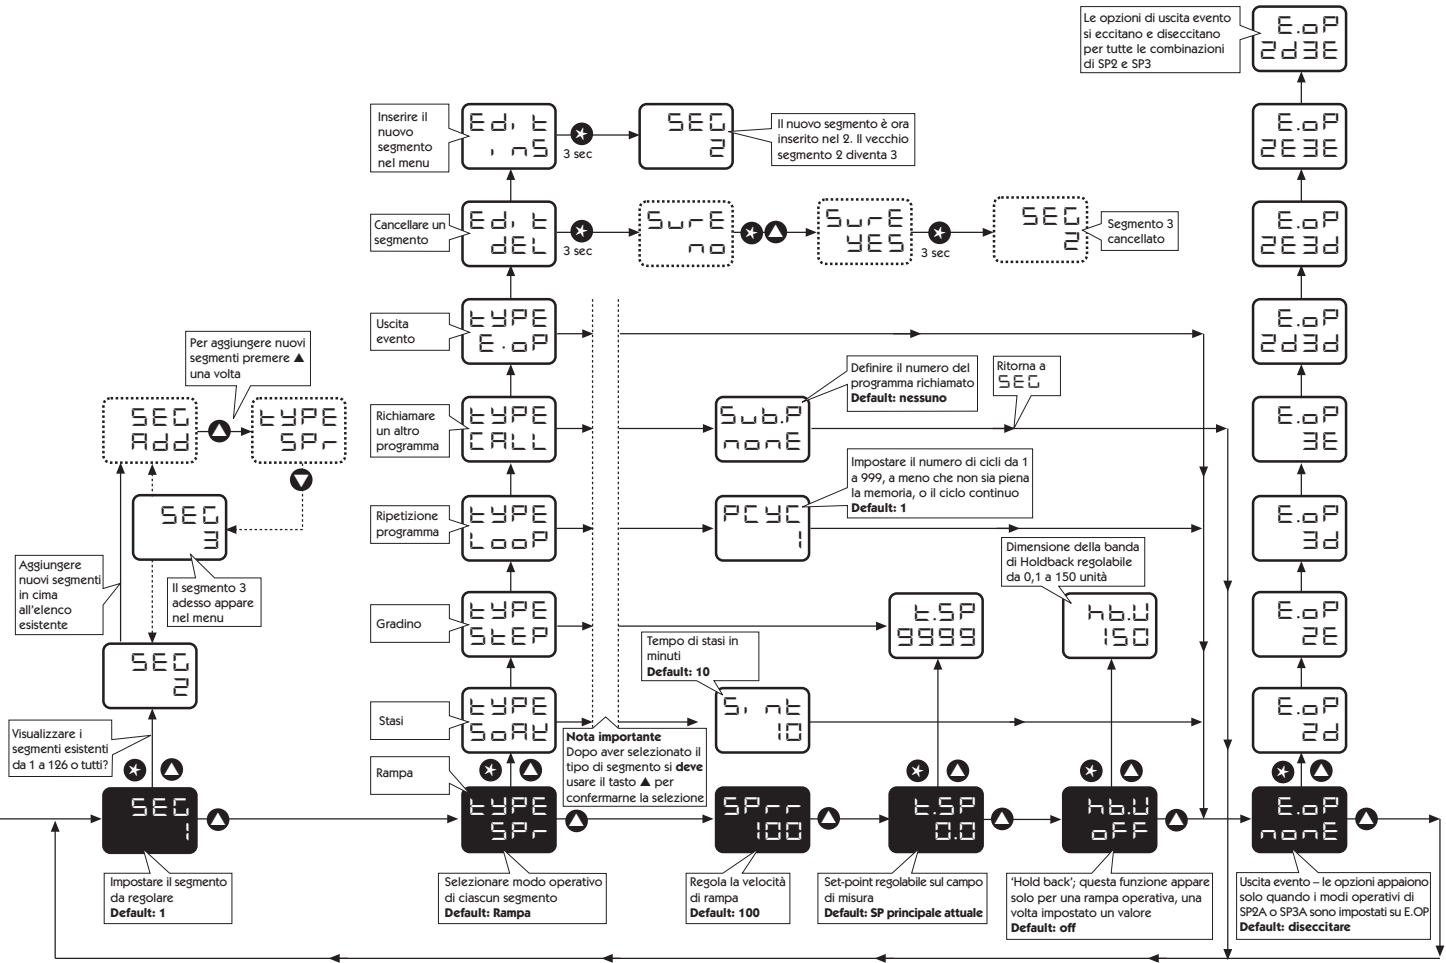 Le opzioni di uscita evento
si eccitano e diseccitano
per tutte le combinazioni
di SP2 e SP3
E.oP
2d3E
Inserire il
nuovo
segmento
nel menu
Edit
inS
3 sec
SEG
2
Il nuovo segmento è ora
inserito nel 2. Il vecchio
segmento 2 diventa 3
E.oP
2E3E
Cancellare un
segmento
Edit
dEL
3 sec
SurE
no
SurE
YES
3 sec
SEG
2
Segmento 3
cancellato
E.oP
2E3d
Uscita
evento
tYPE
E.oP
E.oP
2d3d
Per aggiungere nuovi
segmenti premere ▲
una volta
SEG
Add
tYPE
SPr
Richiamare
un altro
programma
tYPE
CALL
Sub.P
nonE
Definire il numero del
programma richiamato
Default: nessuno
Ritorna a
SEG
E.oP
3E
SEG
3
Il segmento 3
adesso appare
nel menu
Ripetizione
programma
tYPE
LooP
PCYC
1
Impostare il numero di cicli da 1
a 999, a meno che non sia piena
la memoria, o il ciclo continuo
Default: 1
E.oP
3d
Aggiungere
nuovi segmenti
in cima
all'elenco
esistente
Gradino
tYPE
StEP
t.SP
9999
Dimensione della banda
di Holdback regolabile
da 0,1 a 150 unità
hb.U
150
E.oP
2E
SEG
2
Stasi
tYPE
SoAK
Tempo di stasi in
minuti
Default: 10
Sint
10
E.oP
2d
Visualizzare i
segmenti esistenti
da 1 a 126 o tutti?
Nota importante
Dopo aver selezionato il
tipo di segmento si deve
usare il tasto ▲ per
confermarne la selezione
SEG
1
Rampa
tYPE
SPr
SPrr
100
t.SP
0.0
hb.U
oFF
E.oP
nonE
Impostare il segmento
da regolare
Default: 1
Selezionare modo operativo
di ciascun segmento
Default: Rampa
Regola la velocità
di rampa
Default: 100
Set-point regolabile sul campo
di misura
Default: SP principale attuale
'Hold back'; questa funzione appare
solo per una rampa operativa, una
volta impostato un valore
Default: off
Uscita evento – le opzioni appaiono
solo quando i modi operativi di
SP2A o SP3A sono impostati su E.OP
Default: diseccitare